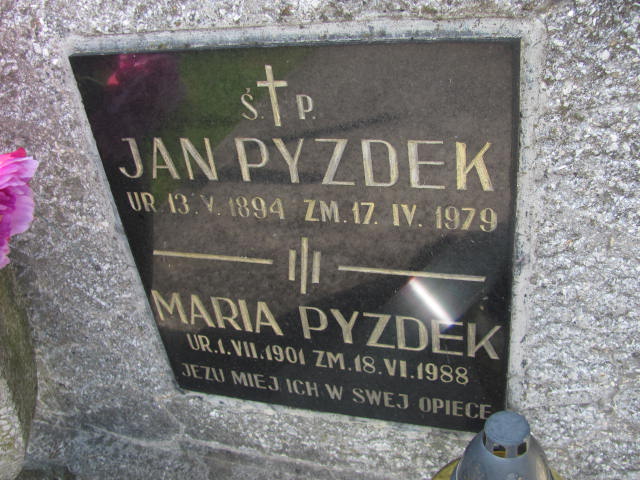 Ś. P.
JAN PYZDEK
UR. 13. V. 1894 ZM. 17. IV. 1979
MARIA PYZDEK
UR. 1. VII. 1901 ZM. 18. VI. 1988
JEZU MIEJ ICH W SWEJ OPIECE